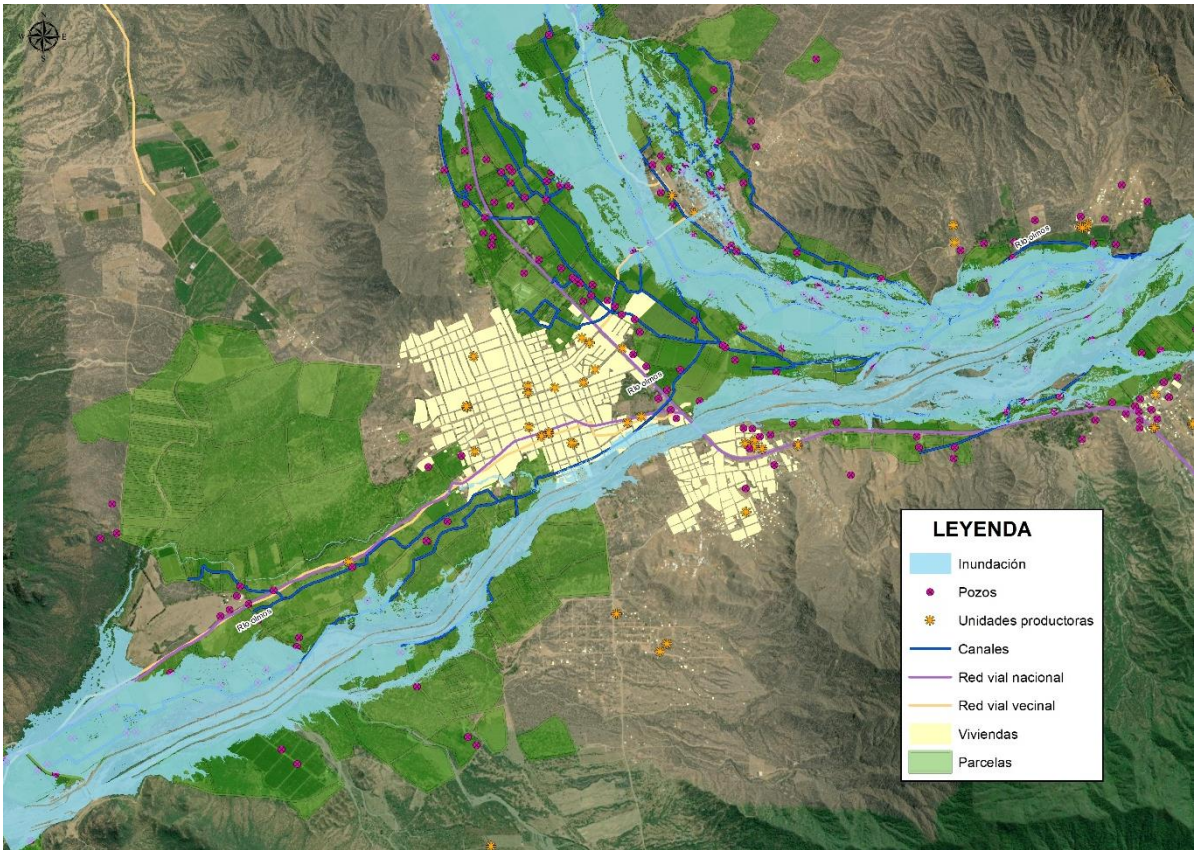 N
W
E
S
Río olmos
Río olmos
Río olmos
LEYENDA
Inundación
Pozos
Unidades productoras
Canales
Red vial nacional
Red vial vecinal
Viviendas
Parcelas